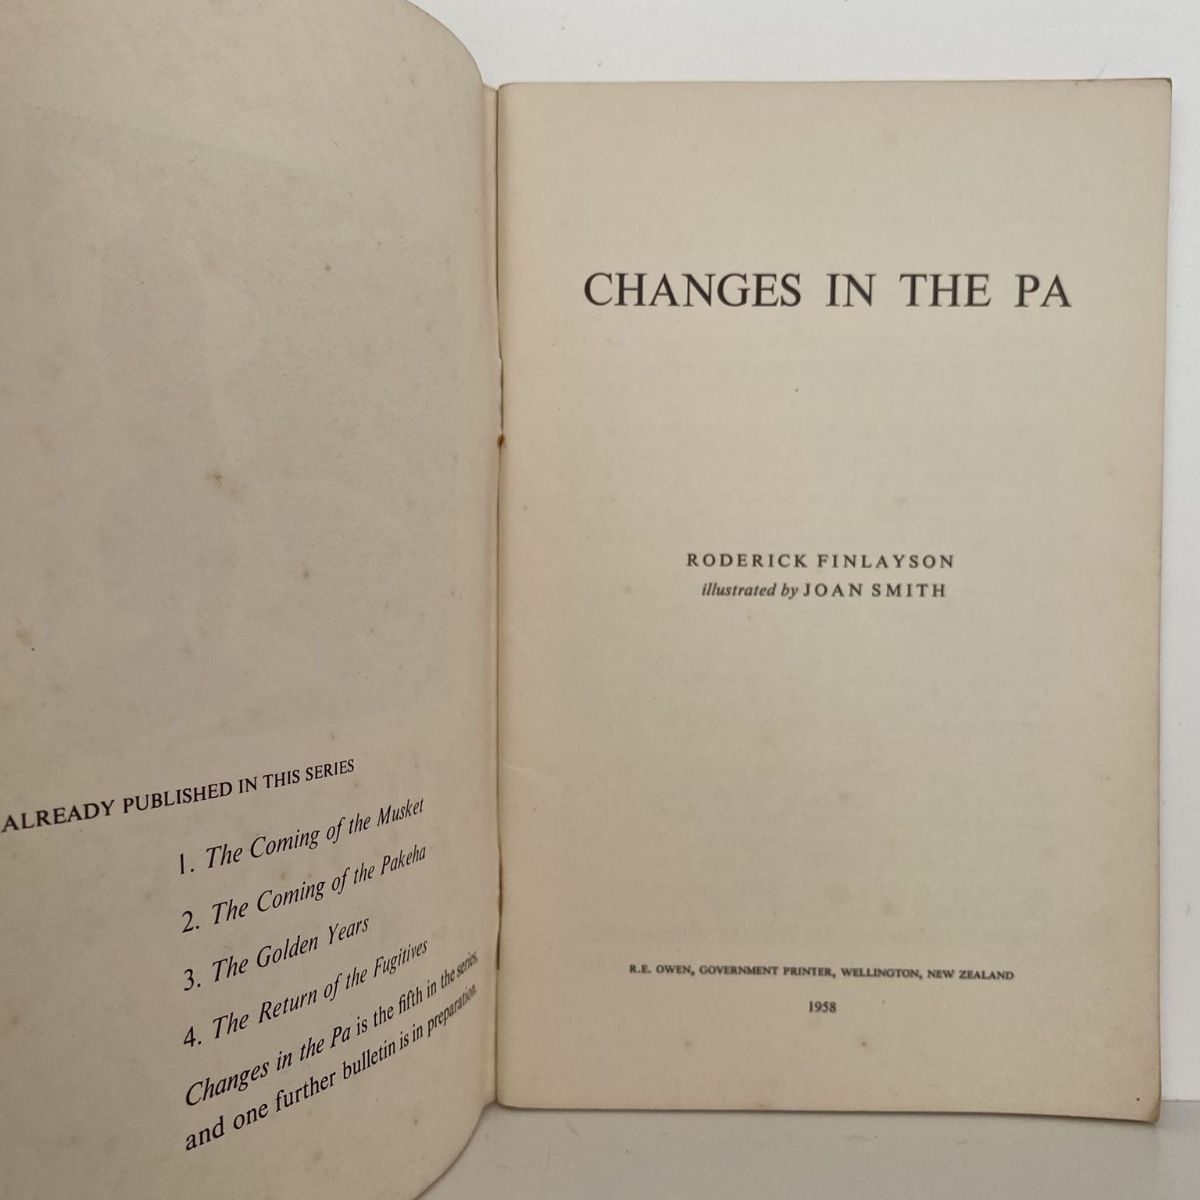 ALREADY PUBLISHED IN THIS SERIES
1. The Coming of the Musket
2. The Coming of the Pakeha
3. The Golden Years
4. The Return of the Fugitives
Changes in the Pa is the fifth in the series,
and one further bulletin is in preparation.
CHANGES IN THE PA
RODERICK FINLAYSON
illustrated by JOAN SMITH
R.E. OWEN, GOVERNMENT PRINTER, WELLINGTON, NEW ZEALAND
1958